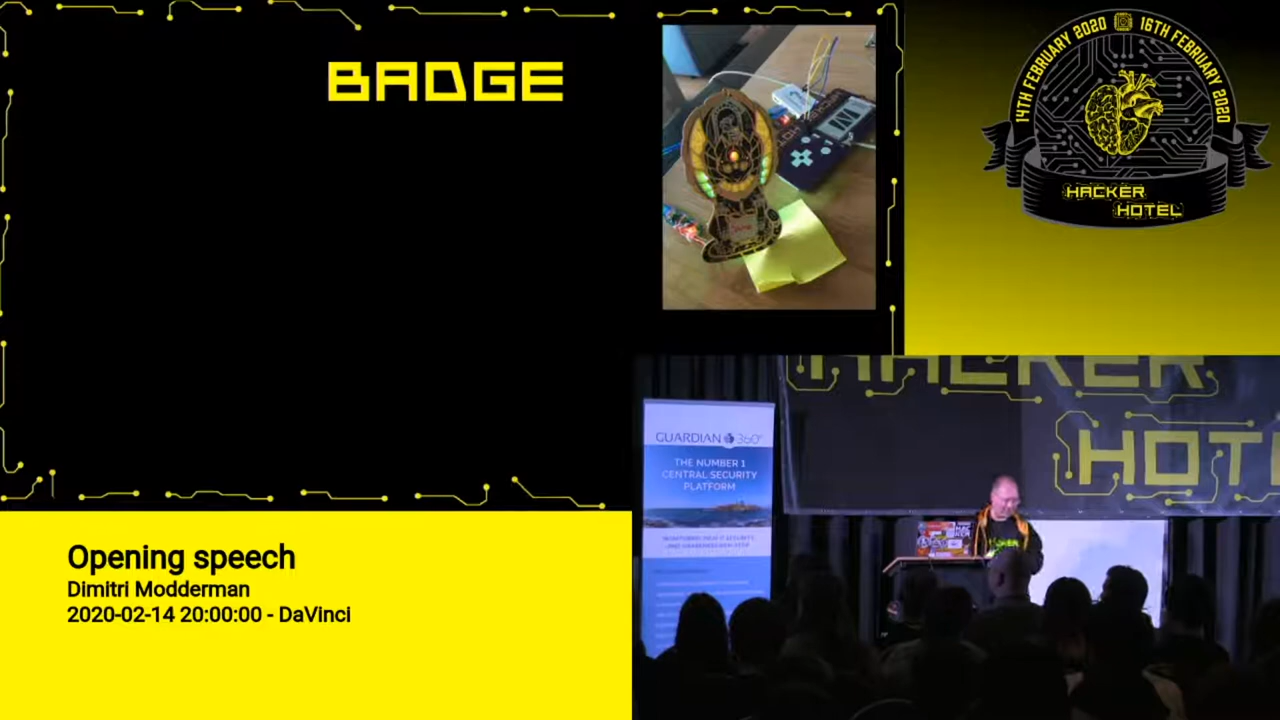 BADGE
14TH FEBRUARY 2020
16TH FEBRUARY 2020
HACKER
HOTEL
HACKER
HOT
GUARDIAN 360°
THE NUMBER 1
CENTRAL SECURITY
PLATFORM
Opening speech
Dimitri Modderman
2020-02-14 20:00:00 - DaVinci